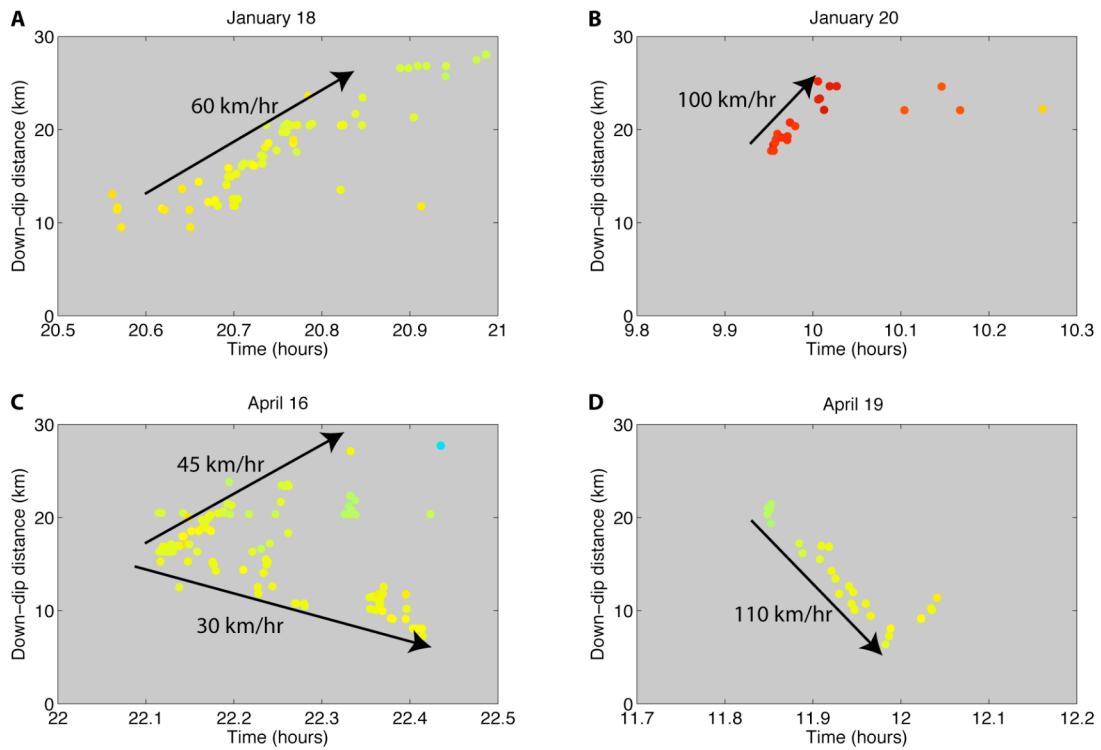 A
January 18
Down−dip distance (km)
30
20
10
0
60 km/hr
20.5 20.6 20.7 20.8 20.9 21
Time (hours)
B
January 20
Down−dip distance (km)
30
20
10
0
100 km/hr
9.8 9.9 10 10.1 10.2 10.3
Time (hours)
C
April 16
Down−dip distance (km)
30
20
10
0
45 km/hr
30 km/hr
22 22.1 22.2 22.3 22.4 22.5
Time (hours)
D
April 19
Down−dip distance (km)
30
20
10
0
110 km/hr
11.7 11.8 11.9 12 12.1 12.2
Time (hours)